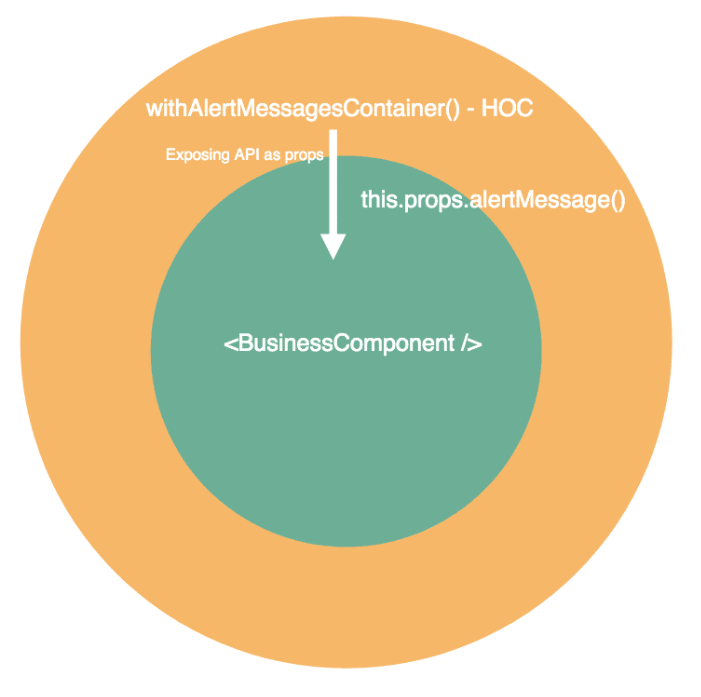 withAlertMessagesContainer() - HOC
Exposing API as props
this.props.alertMessage()
<BusinessComponent />